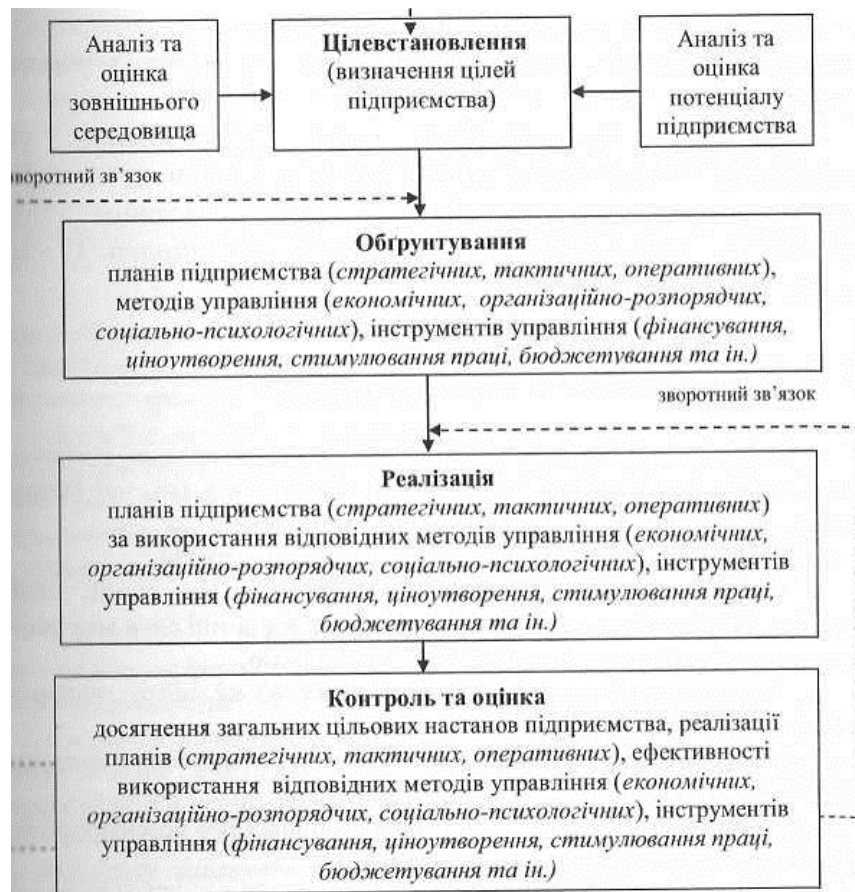 Аналіз та
оцінка
зовнішнього
середовища
Цілевстановлення
(визначення цілей
підприємства)
Аналіз та
оцінка
потенціалу
підприємства
воротний зв’язок
Обґрунтування
планів підприємства (стратегічних, тактичних, оперативних),
методів управління (економічних, організаційно-розпорядчих,
соціально-психологічних), інструментів управління (фінансування,
ціноутворення, стимулювання праці, бюджетування та ін.)
зворотний зв’язок
Реалізація
планів підприємства (стратегічних, тактичних, оперативних)
за використання відповідних методів управління (економічних,
організаційно-розпорядчих, соціально-психологічних), інструментів
управління (фінансування, ціноутворення, стимулювання праці,
бюджетування та ін.)
Контроль та оцінка
досягнення загальних цільових настанов підприємства, реалізації
планів (стратегічних, тактичних, оперативних), ефективності
використання відповідних методів управління (економічних,
організаційно-розпорядчих, соціально-психологічних), інструментів
управління (фінансування, ціноутворення, стимулювання праці,
бюджетування та ін.)